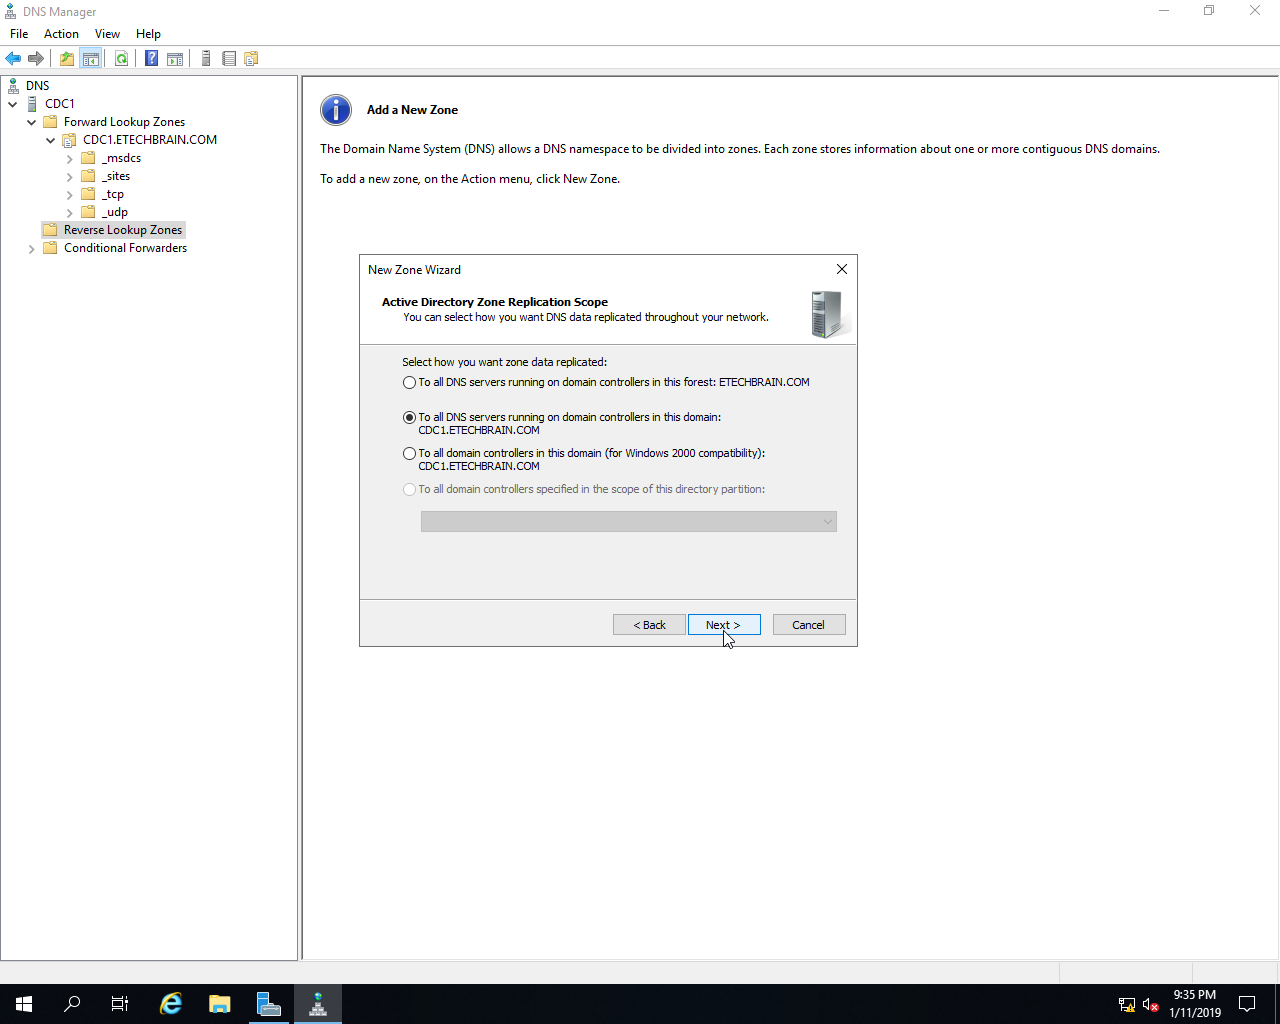 DNS Manager
File Action View Help
DNS
CDC1
Forward Lookup Zones
CDC1.ETECHBRAIN.COM
_msdcs
_sites
_tcp
_udp
Reverse Lookup Zones
Conditional Forwarders
Add a New Zone
The Domain Name System (DNS) allows a DNS namespace to be divided into zones. Each zone stores information about one or more contiguous DNS domains.
To add a new zone, on the Action menu, click New Zone.
New Zone Wizard
Active Directory Zone Replication Scope
You can select how you want DNS data replicated throughout your network.
Select how you want zone data replicated:
To all DNS servers running on domain controllers in this forest: ETECHBRAIN.COM
To all DNS servers running on domain controllers in this domain:
CDC1.ETECHBRAIN.COM
To all domain controllers in this domain (for Windows 2000 compatibility):
CDC1.ETECHBRAIN.COM
To all domain controllers specified in the scope of this directory partition:
< Back Next > Cancel
9:35 PM
1/11/2019